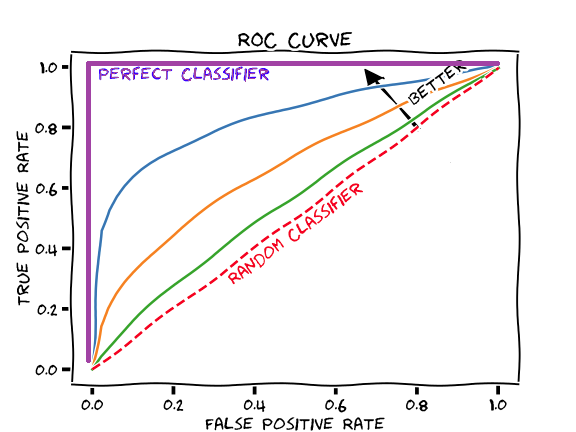 ROC CURVE
1.0
0.8
0.6
0.4
0.2
0.0
TRUE POSITIVE RATE
PERFECT CLASSIFIER
BETTER
RANDOM CLASSIFIER
0.0 0.2 0.4 0.6 0.8 1.0
FALSE POSITIVE RATE